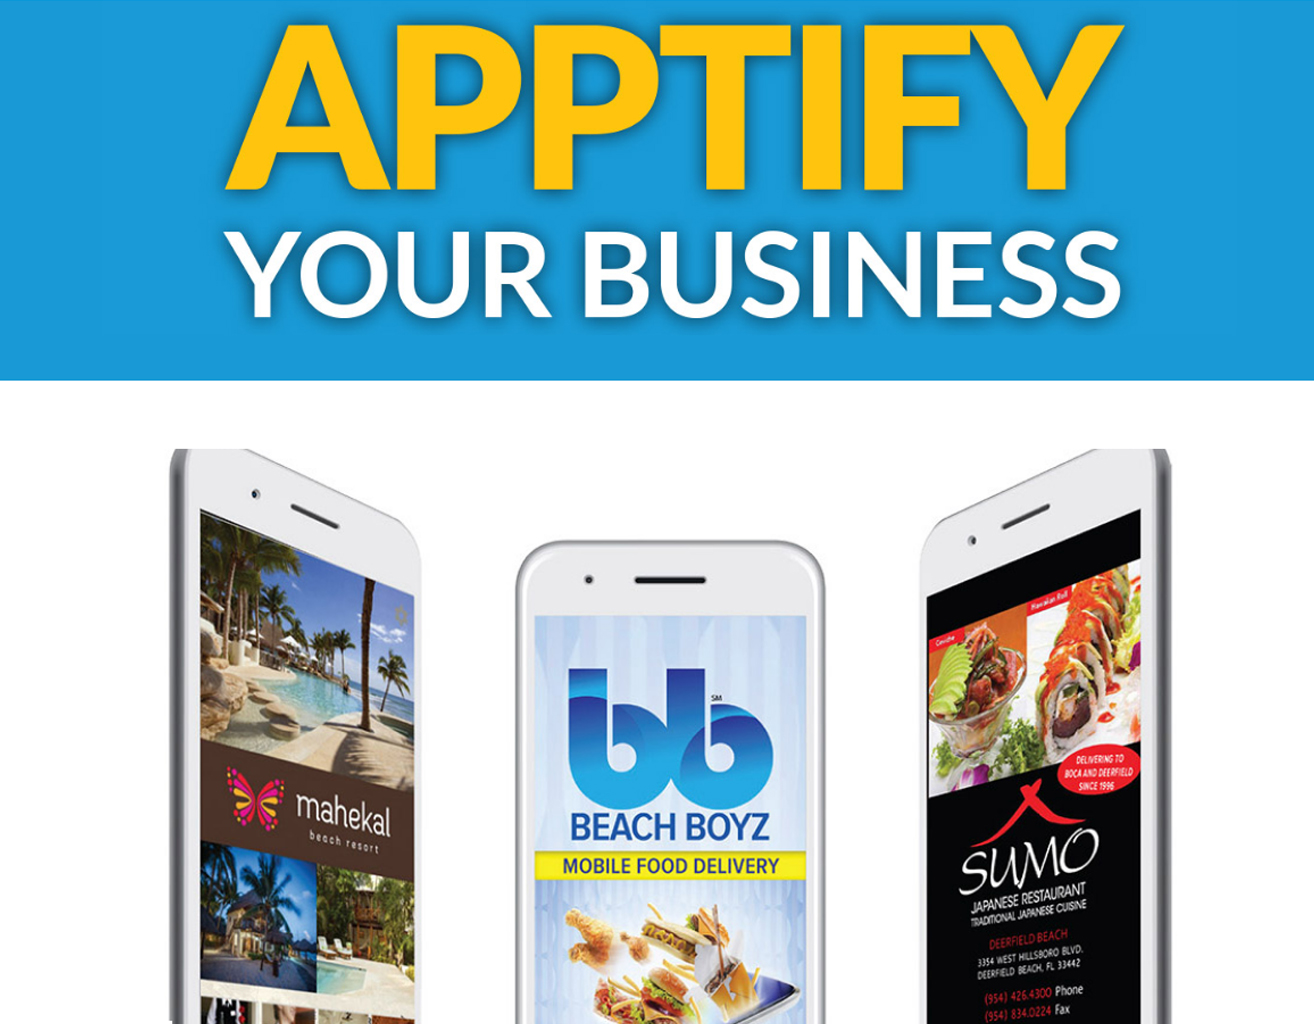 APPTIFY
YOUR BUSINESS
mahekal
beach resort
bb
SM
BEACH BOYZ
MOBILE FOOD DELIVERY
Ceviche
Hawaiian Roll
DELIVERING TO
BOCA AND DEERFIELD
SINCE 1996
SUMO
JAPANESE RESTAURANT
TRADITIONAL JAPANESE CUISINE
DEERFIELD BEACH
3354 WEST HILLSBORO BLVD.
DEERFIELD BEACH, FL 33442
(954) 426.4300 Phone
(954) 834.0224 Fax